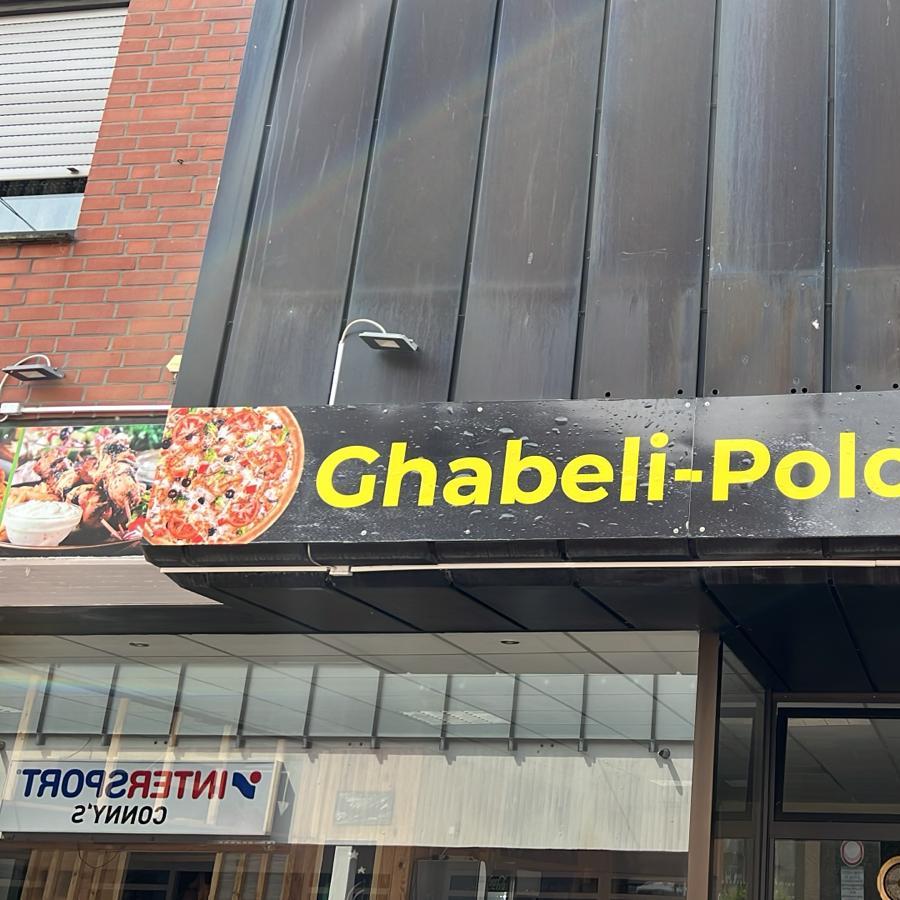 Ghabeli-Polo
INTERSPORT
CONNY'S